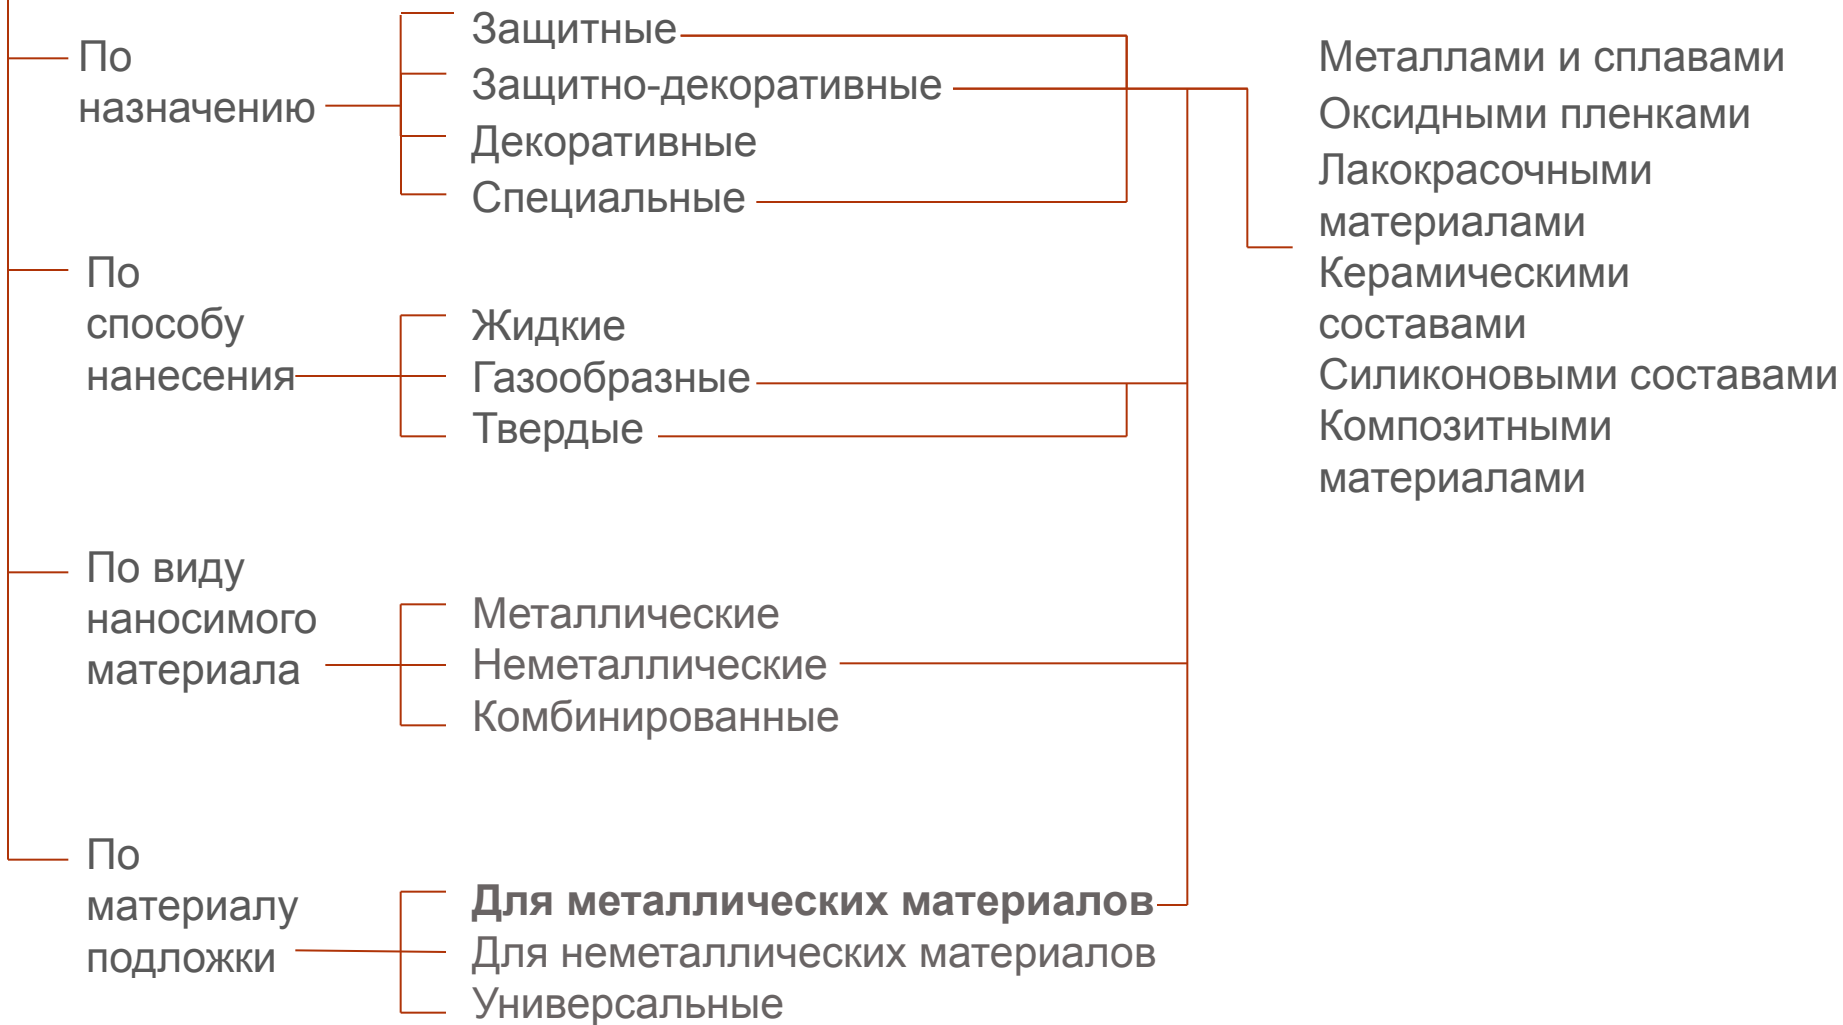 По
назначению
Защитные
Защитно-декоративные
Декоративные
Специальные
По
способу
нанесения
Жидкие
Газообразные
Твердые
По виду
наносимого
материала
Металлические
Неметаллические
Комбинированные
По
материалу
подложки
Для металлических материалов
Для неметаллических материалов
Универсальные
Металлами и сплавами
Оксидными пленками
Лакокрасочными
материалами
Керамическими
составами
Силиконовыми составами
Композитными
материалами